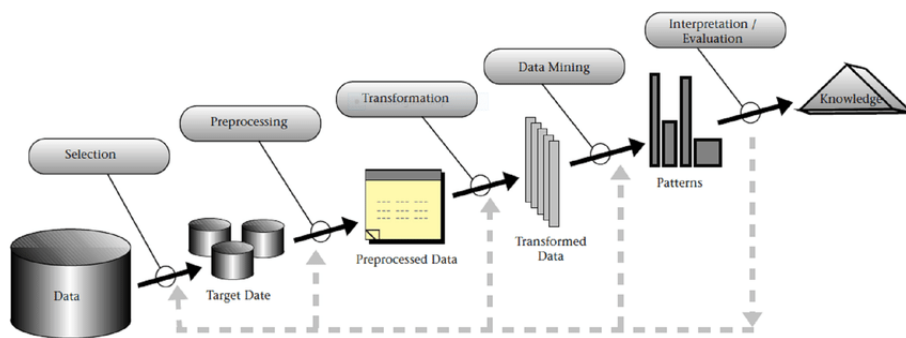 Interpretation /
Evaluation
Data Mining
Transformation
Preprocessing
Selection
Knowledge
Patterns
Transformed
Data
Preprocessed Data
Target Date
Data